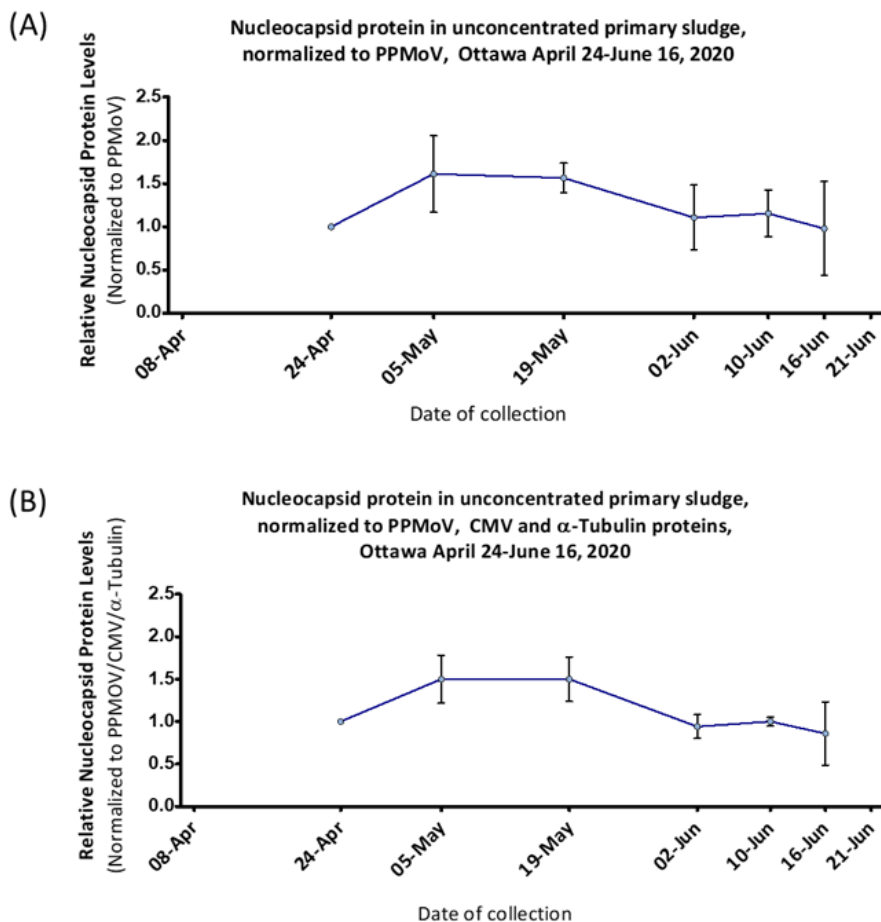 (A)
Nucleocapsid protein in unconcentrated primary sludge,
normalized to PPMoV, Ottawa April 24-June 16, 2020
Relative Nucleocapsid Protein Levels
(Normalized to PPMoV)
2.5
2.0
1.5
1.0
0.5
0.0
08-Apr
24-Apr
05-May
19-May
02-Jun
10-Jun
16-Jun
21-Jun
Date of collection
(B)
Nucleocapsid protein in unconcentrated primary sludge,
normalized to PPMoV, CMV and α-Tubulin proteins,
Ottawa April 24-June 16, 2020
Relative Nucleocapsid Protein Levels
(Normalized to PPMOV/CMV/α-Tubulin)
2.5
2.0
1.5
1.0
0.5
0.0
08-Apr
24-Apr
05-May
19-May
02-Jun
10-Jun
16-Jun
21-Jun
Date of collection